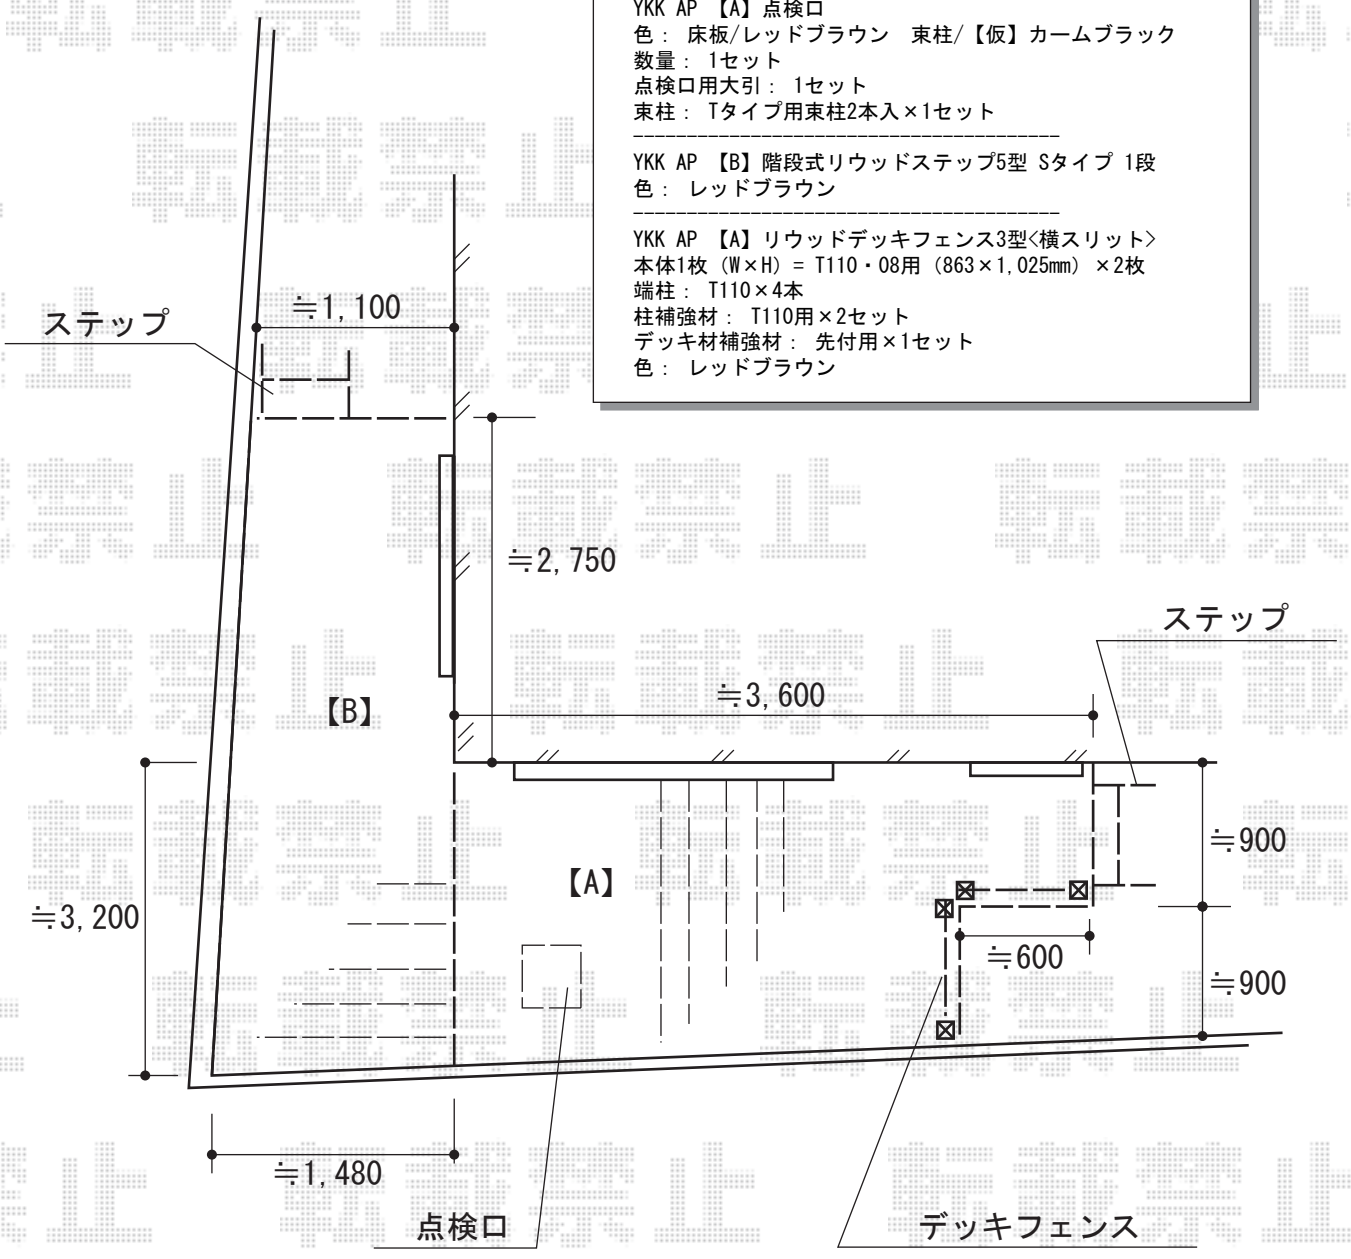 YKK AP 【A】点検口
色： 床板/レッドブラウン 束柱/【仮】カームブラック
数量： 1セット
点検口用大引： 1セット
束柱： Tタイプ用束柱2本入×1セット
----------------------------------------
YKK AP 【B】階段式リウッドステップ5型 Sタイプ 1段
色： レッドブラウン
----------------------------------------
YKK AP 【A】リウッドデッキフェンス3型<横スリット>
本体1枚（W×H）= T110・08用（863×1,025mm）×2枚
端柱： T110×4本
柱補強材： T110用×2セット
デッキ材補強材： 先付用×1セット
色： レッドブラウン
ステップ
≒1,100
≒2,750
ステップ
【B】
≒3,600
≒900
【A】
≒3,200
≒600
≒900
≒1,480
点検口
デッキフェンス
転載禁止